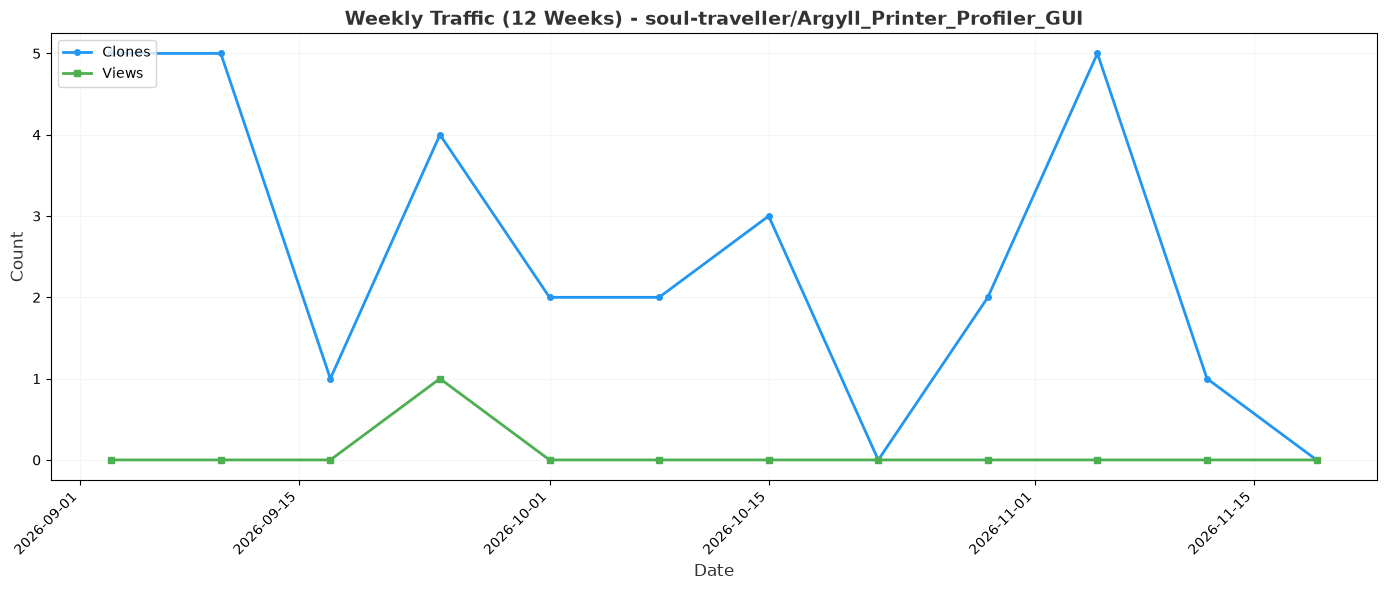 Weekly Traffic (12 Weeks) - soul-traveller/Argyll_Printer_Profiler_GUI
Clones
Views
5
4
3
2
1
0
Count
2026-09-01
2026-09-15
2026-10-01
2026-10-15
2026-11-01
2026-11-15
Date